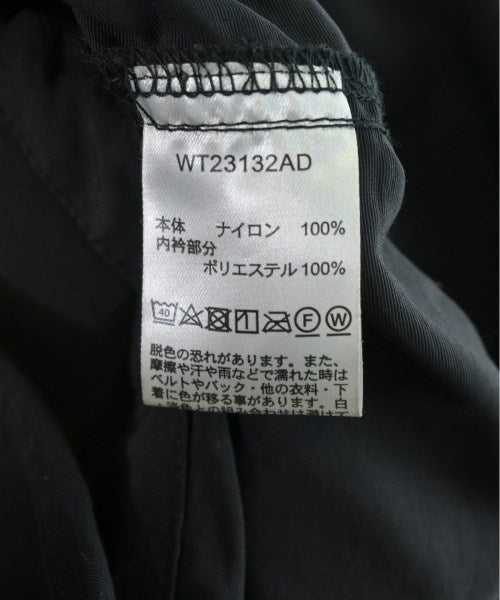 WT23132AD
本体 ナイロン 100%
内衿部分
ポリエステル 100%
40 F W
脱色の恐れがあります。また、
摩擦や汗や雨などで濡れた時は
ベルトやバック・他の衣料・下
着に色が移る事があります。白